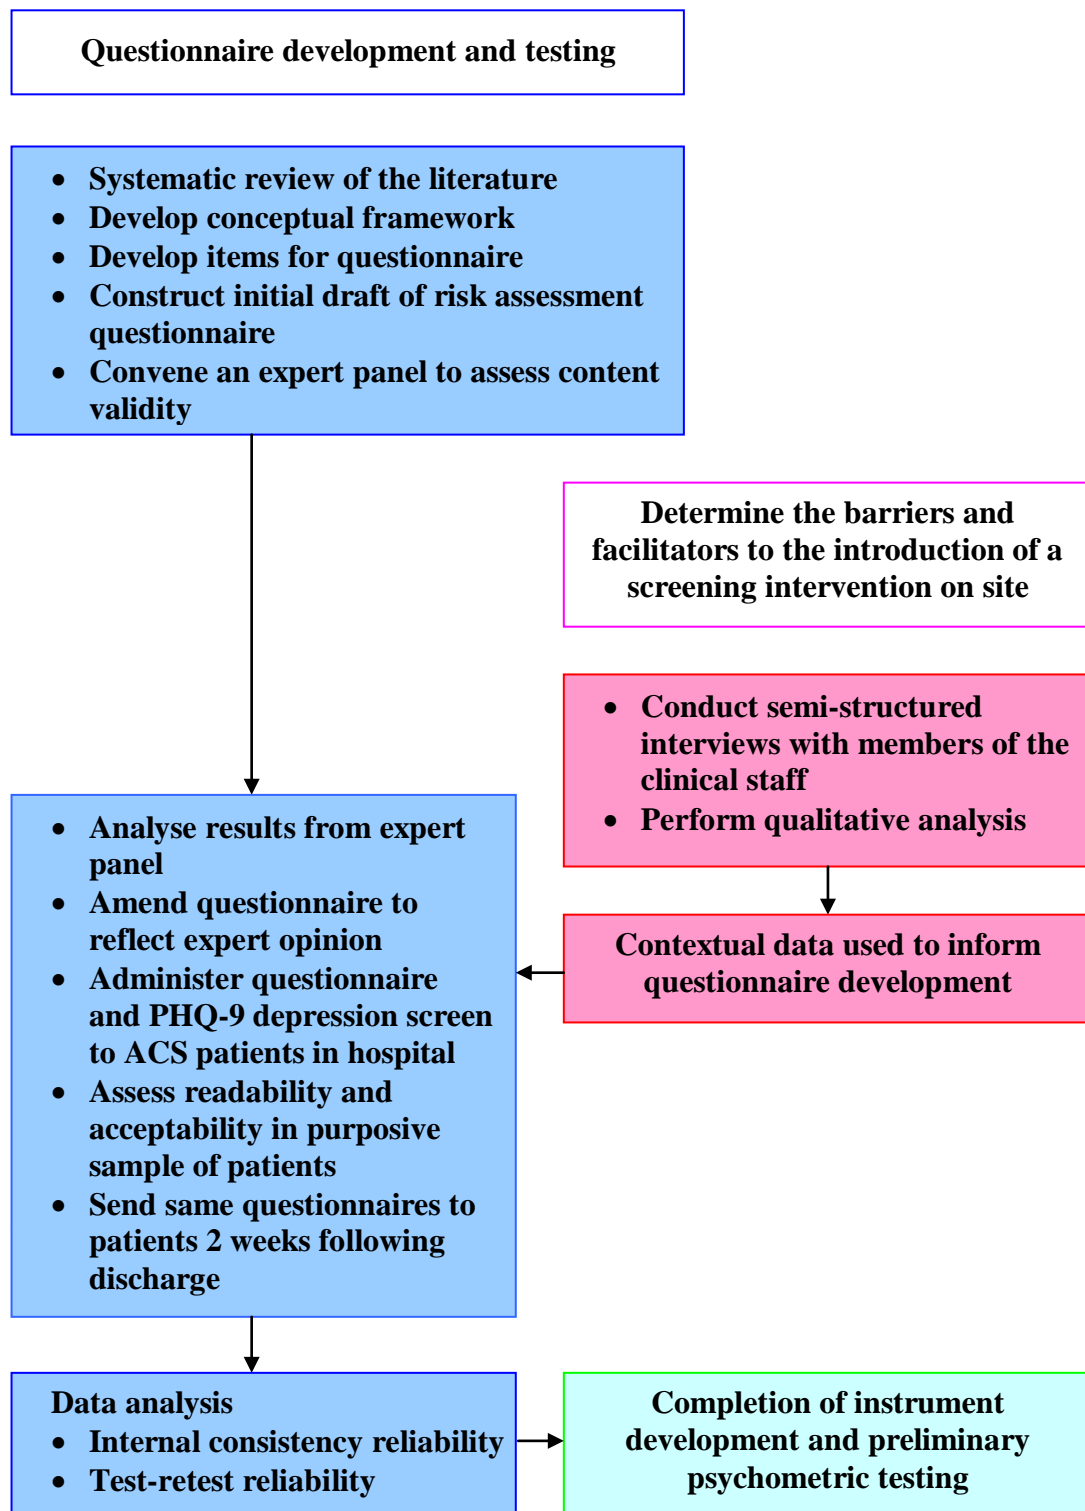 Questionnaire development and testing
• Systematic review of the literature
• Develop conceptual framework
• Develop items for questionnaire
• Construct initial draft of risk assessment
questionnaire
• Convene an expert panel to assess content
validity
Determine the barriers and
facilitators to the introduction of a
screening intervention on site
• Conduct semi-structured
interviews with members of the
clinical staff
• Perform qualitative analysis
Contextual data used to inform
questionnaire development
• Analyse results from expert
panel
• Amend questionnaire to
reflect expert opinion
• Administer questionnaire
and PHQ-9 depression screen
to ACS patients in hospital
• Assess readability and
acceptability in purposive
sample of patients
• Send same questionnaires to
patients 2 weeks following
discharge
Data analysis
• Internal consistency reliability
• Test-retest reliability
Completion of instrument
development and preliminary
psychometric testing